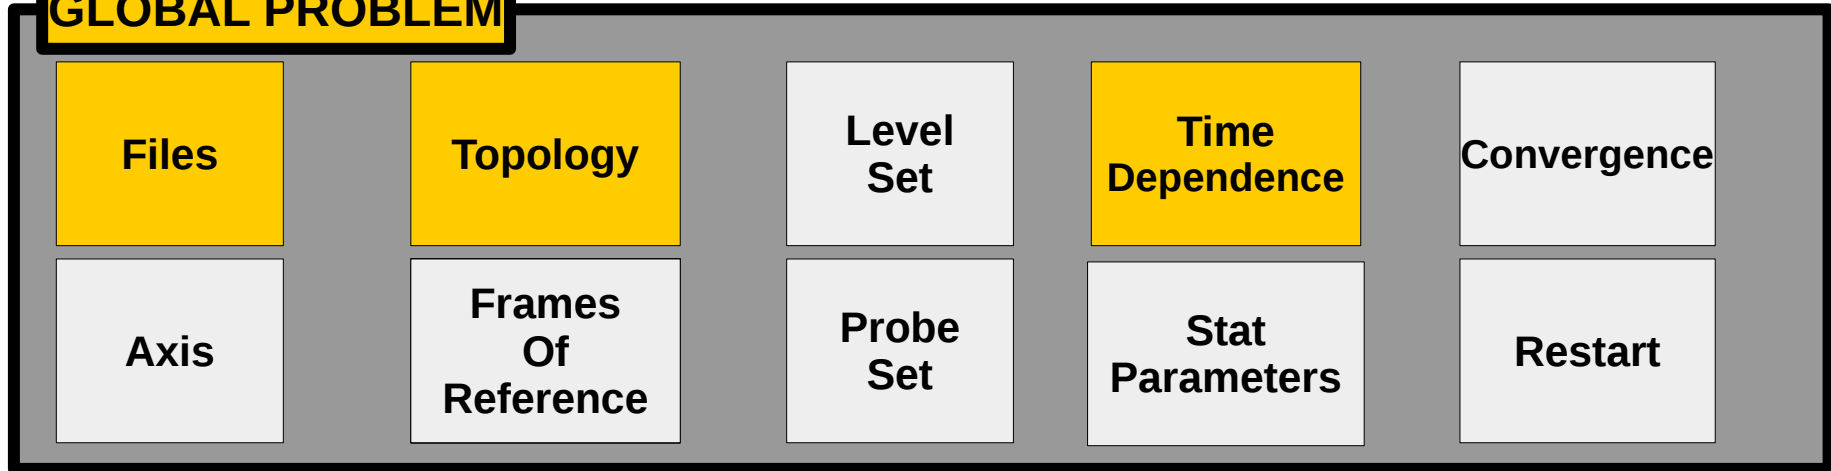 GLOBAL PROBLEM
Files
Topology
Level
Set
Time
Dependence
Convergence
Axis
Frames
Of
Reference
Probe
Set
Stat
Parameters
Restart